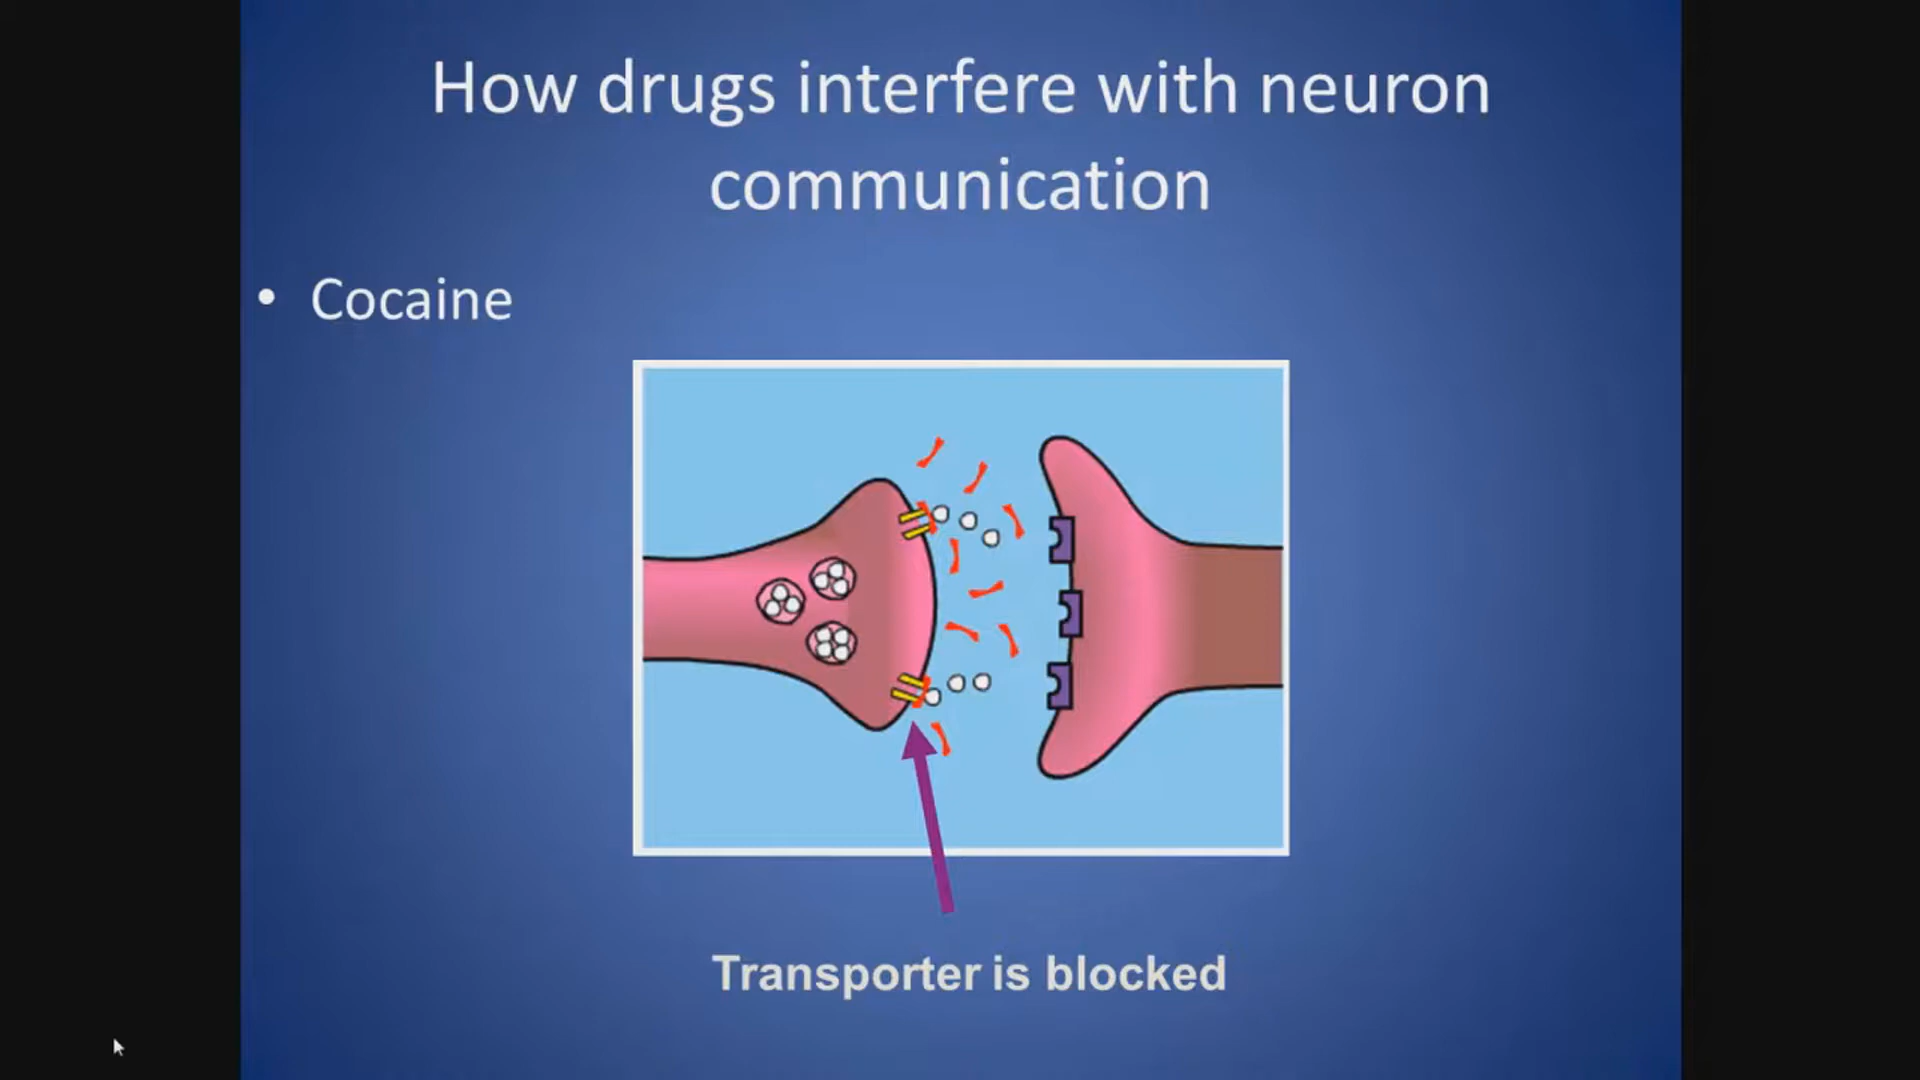 How drugs interfere with neuron
communication
• Cocaine
Transporter is blocked